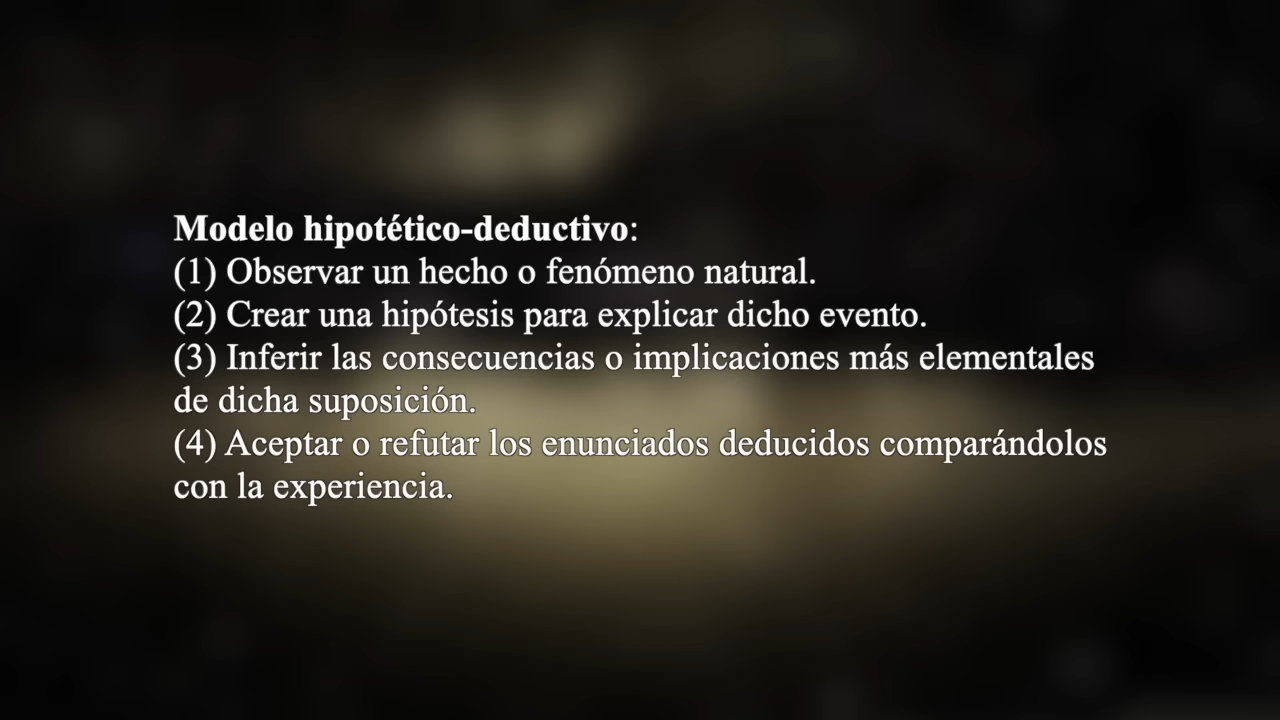 Modelo hipotético-deductivo:
(1) Observar un hecho o fenómeno natural.
(2) Crear una hipótesis para explicar dicho evento.
(3) Inferir las consecuencias o implicaciones más elementales
de dicha suposición.
(4) Aceptar o refutar los enunciados deducidos comparándolos
con la experiencia.